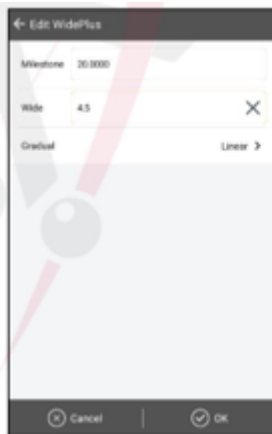 ← Edit WidePlus
Milestone 20.0000
Wide 4.5
Gradual Linear >
Cancel OK